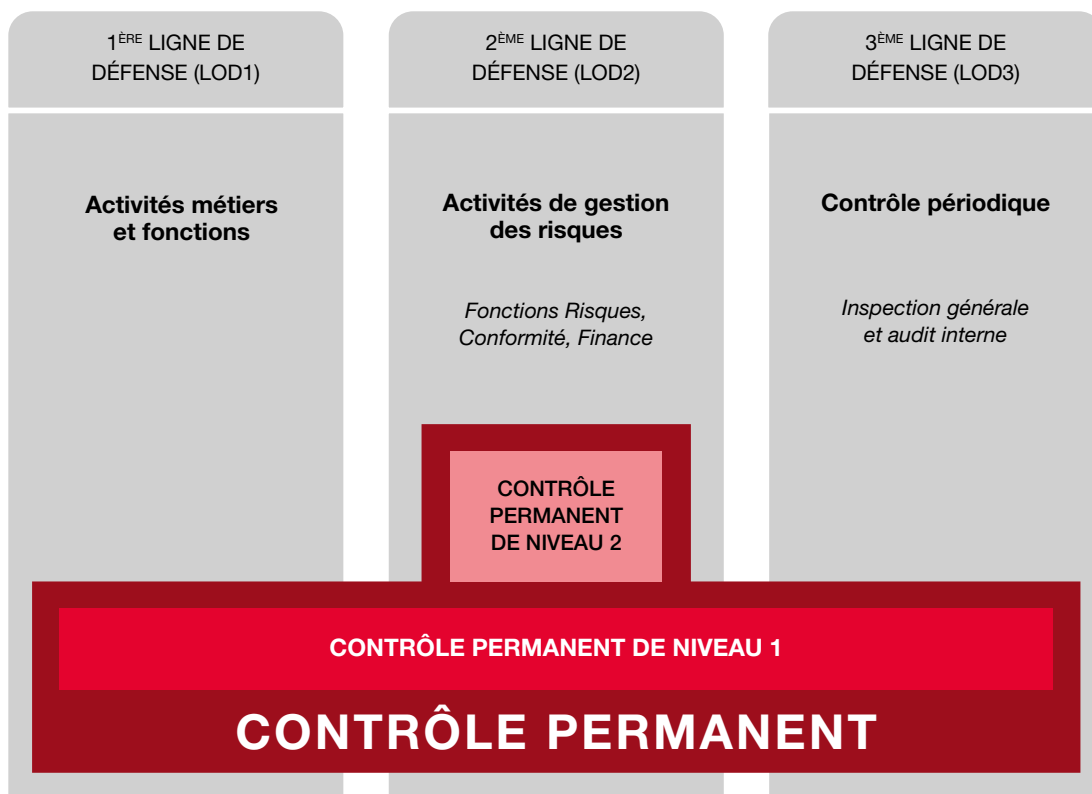 1ÈRE LIGNE DE
DÉFENSE (LOD1)
2ÈME LIGNE DE
DÉFENSE (LOD2)
3ÈME LIGNE DE
DÉFENSE (LOD3)
Activités métiers
et fonctions
Activités de gestion
des risques
Fonctions Risques,
Conformité, Finance
Contrôle périodique
Inspection générale
et audit interne
CONTRÔLE
PERMANENT
DE NIVEAU 2
CONTRÔLE PERMANENT DE NIVEAU 1
CONTRÔLE PERMANENT